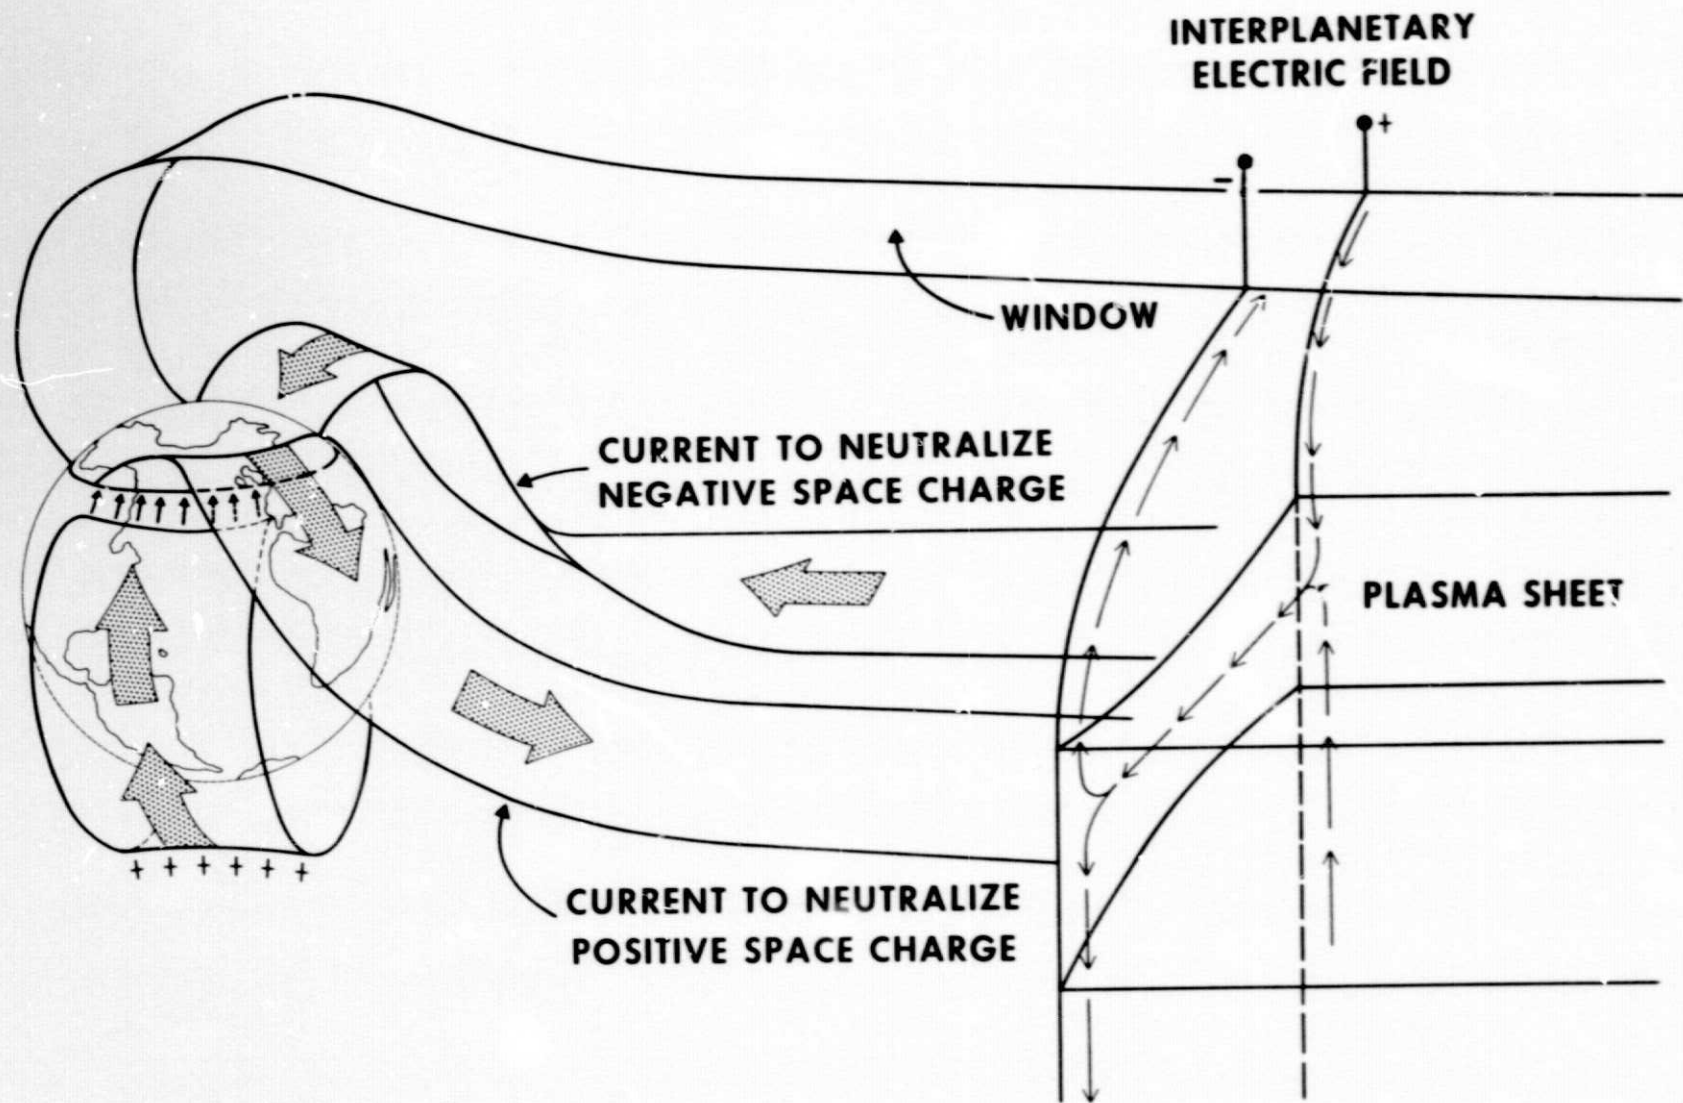 INTERPLANETARY
ELECTRIC FIELD
+
−
WINDOW
CURRENT TO NEUTRALIZE
NEGATIVE SPACE CHARGE
PLASMA SHEET
+ + + + + +
CURRENT TO NEUTRALIZE
POSITIVE SPACE CHARGE